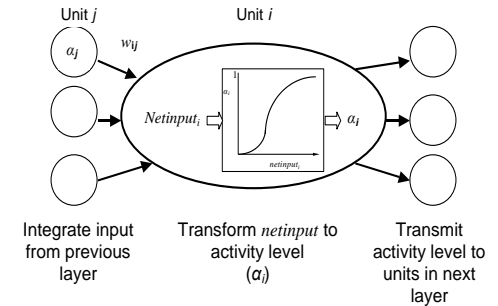 Unit j Unit i
αj wij
1
αi
Netinputi αi
netinputi
Integrate input
from previous
layer
Transform netinput to
activity level
(αi)
Transmit
activity level to
units in next
layer